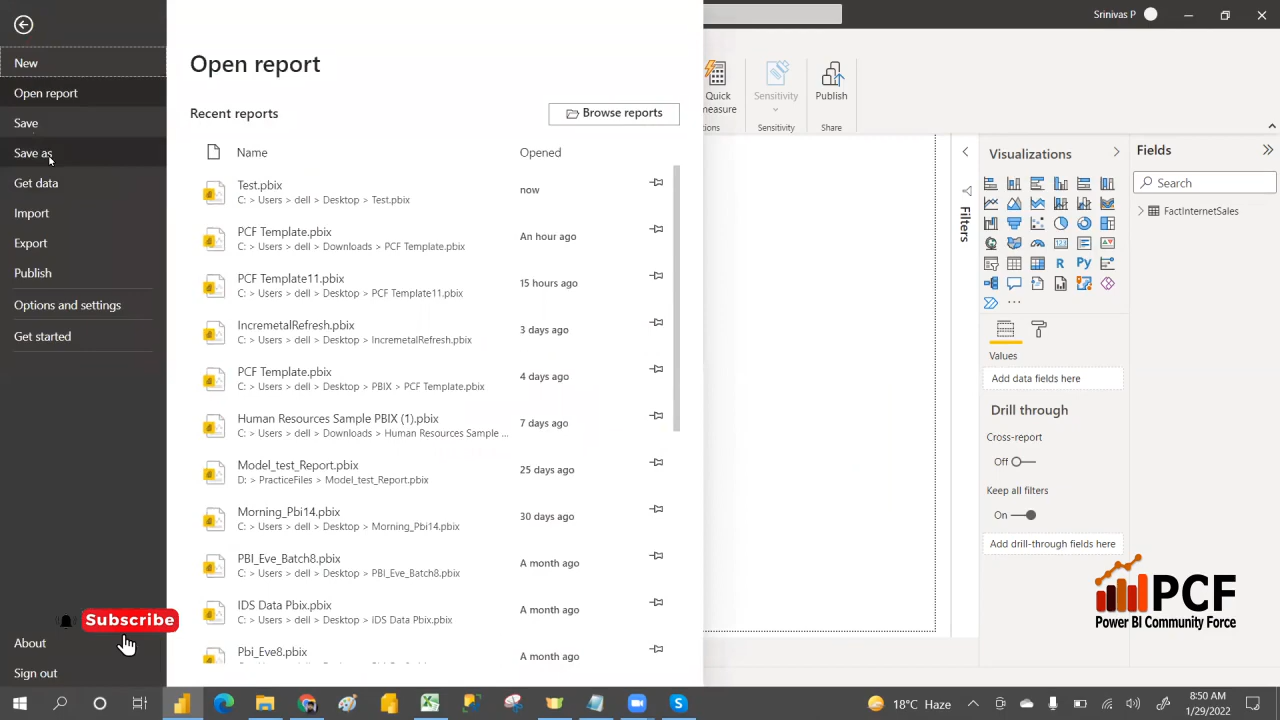 Srinivas P
New
Open report
Save
Save as
Get data
Import
Export
Publish
Options and settings
Get started
About
Sign out
Open report
Recent reports
Browse reports
Name
Opened
Test.pbix
C: > Users > dell > Desktop > Test.pbix
now
PCF Template.pbix
C: > Users > dell > Downloads > PCF Template.pbix
An hour ago
PCF Template11.pbix
C: > Users > dell > Desktop > PCF Template11.pbix
15 hours ago
IncremetalRefresh.pbix
C: > Users > dell > Desktop > IncremetalRefresh.pbix
3 days ago
PCF Template.pbix
C: > Users > dell > Desktop > PBIX > PCF Template.pbix
4 days ago
Human Resources Sample PBIX (1).pbix
C: > Users > dell > Downloads > Human Resources Sample ...
7 days ago
Model_test_Report.pbix
D: > PracticeFiles > Model_test_Report.pbix
25 days ago
Morning_Pbi14.pbix
C: > Users > dell > Desktop > Morning_Pbi14.pbix
30 days ago
PBI_Eve_Batch8.pbix
C: > Users > dell > Desktop > PBI_Eve_Batch8.pbix
A month ago
IDS Data Pbix.pbix
C: > Users > dell > Desktop > iDS Data Pbix.pbix
A month ago
Pbi_Eve8.pbix
A month ago
Quick
measure
Sensitivity
Publish
Sensitivity
Share
Filters
Visualizations
R
Py
Values
Add data fields here
Drill through
Cross-report
Off
Keep all filters
On
Add drill-through fields here
Fields
Search
FactInternetSales
PCF
Power BI Community Force
Subscribe
18°C Haze
8:50 AM
1/29/2022